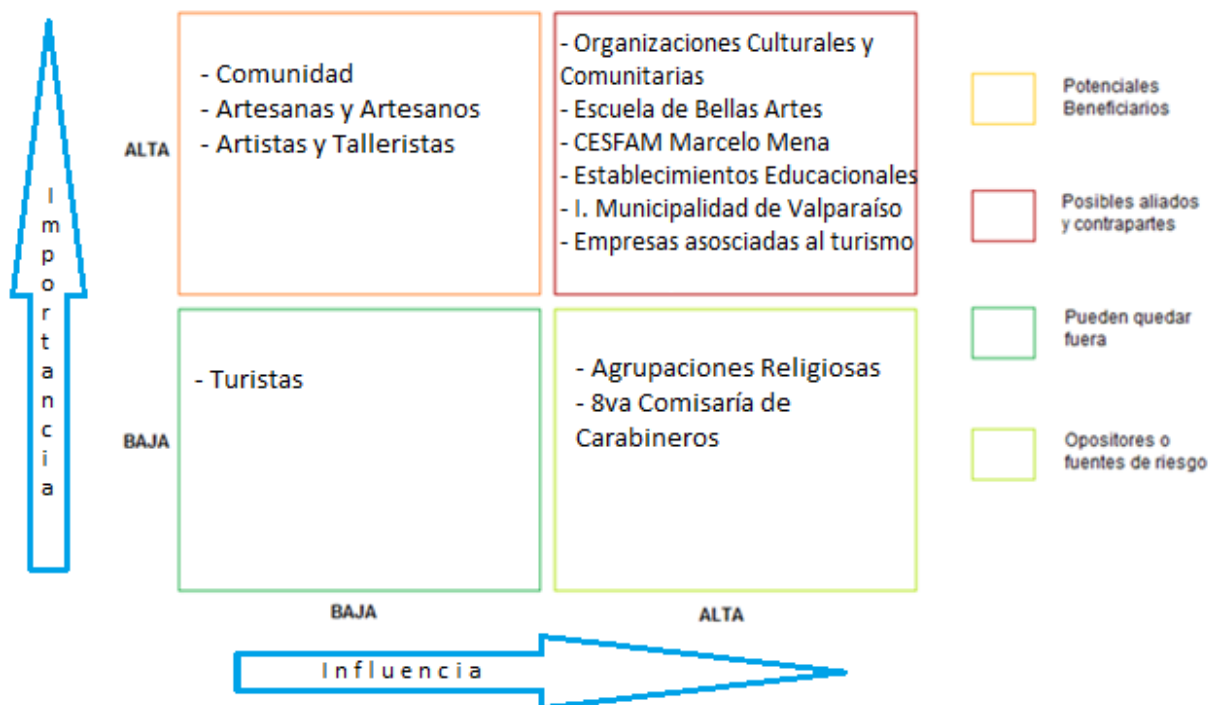 Importancia
ALTA
- Comunidad
- Artesanas y Artesanos
- Artistas y Talleristas
- Organizaciones Culturales y
Comunitarias
- Escuela de Bellas Artes
- CESFAM Marcelo Mena
- Establecimientos Educacionales
- I. Municipalidad de Valparaíso
- Empresas asosciadas al turismo
BAJA
- Turistas
- Agrupaciones Religiosas
- 8va Comisaría de
Carabineros
BAJA
ALTA
Influencia
Potenciales
Beneficiarios
Posibles aliados
y contrapartes
Pueden quedar
fuera
Opositores o
fuentes de riesgo